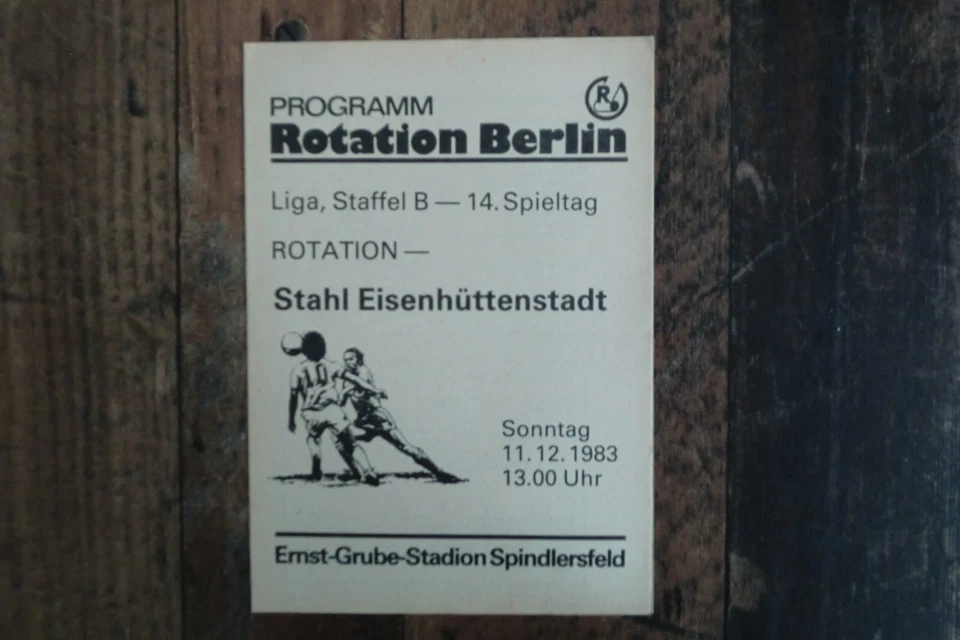 PROGRAMM
R
Rotation Berlin
Liga, Staffel B — 14. Spieltag
ROTATION —
Stahl Eisenhüttenstadt
10
Sonntag
11. 12. 1983
13.00 Uhr
Ernst-Grube-Stadion Spindlersfeld